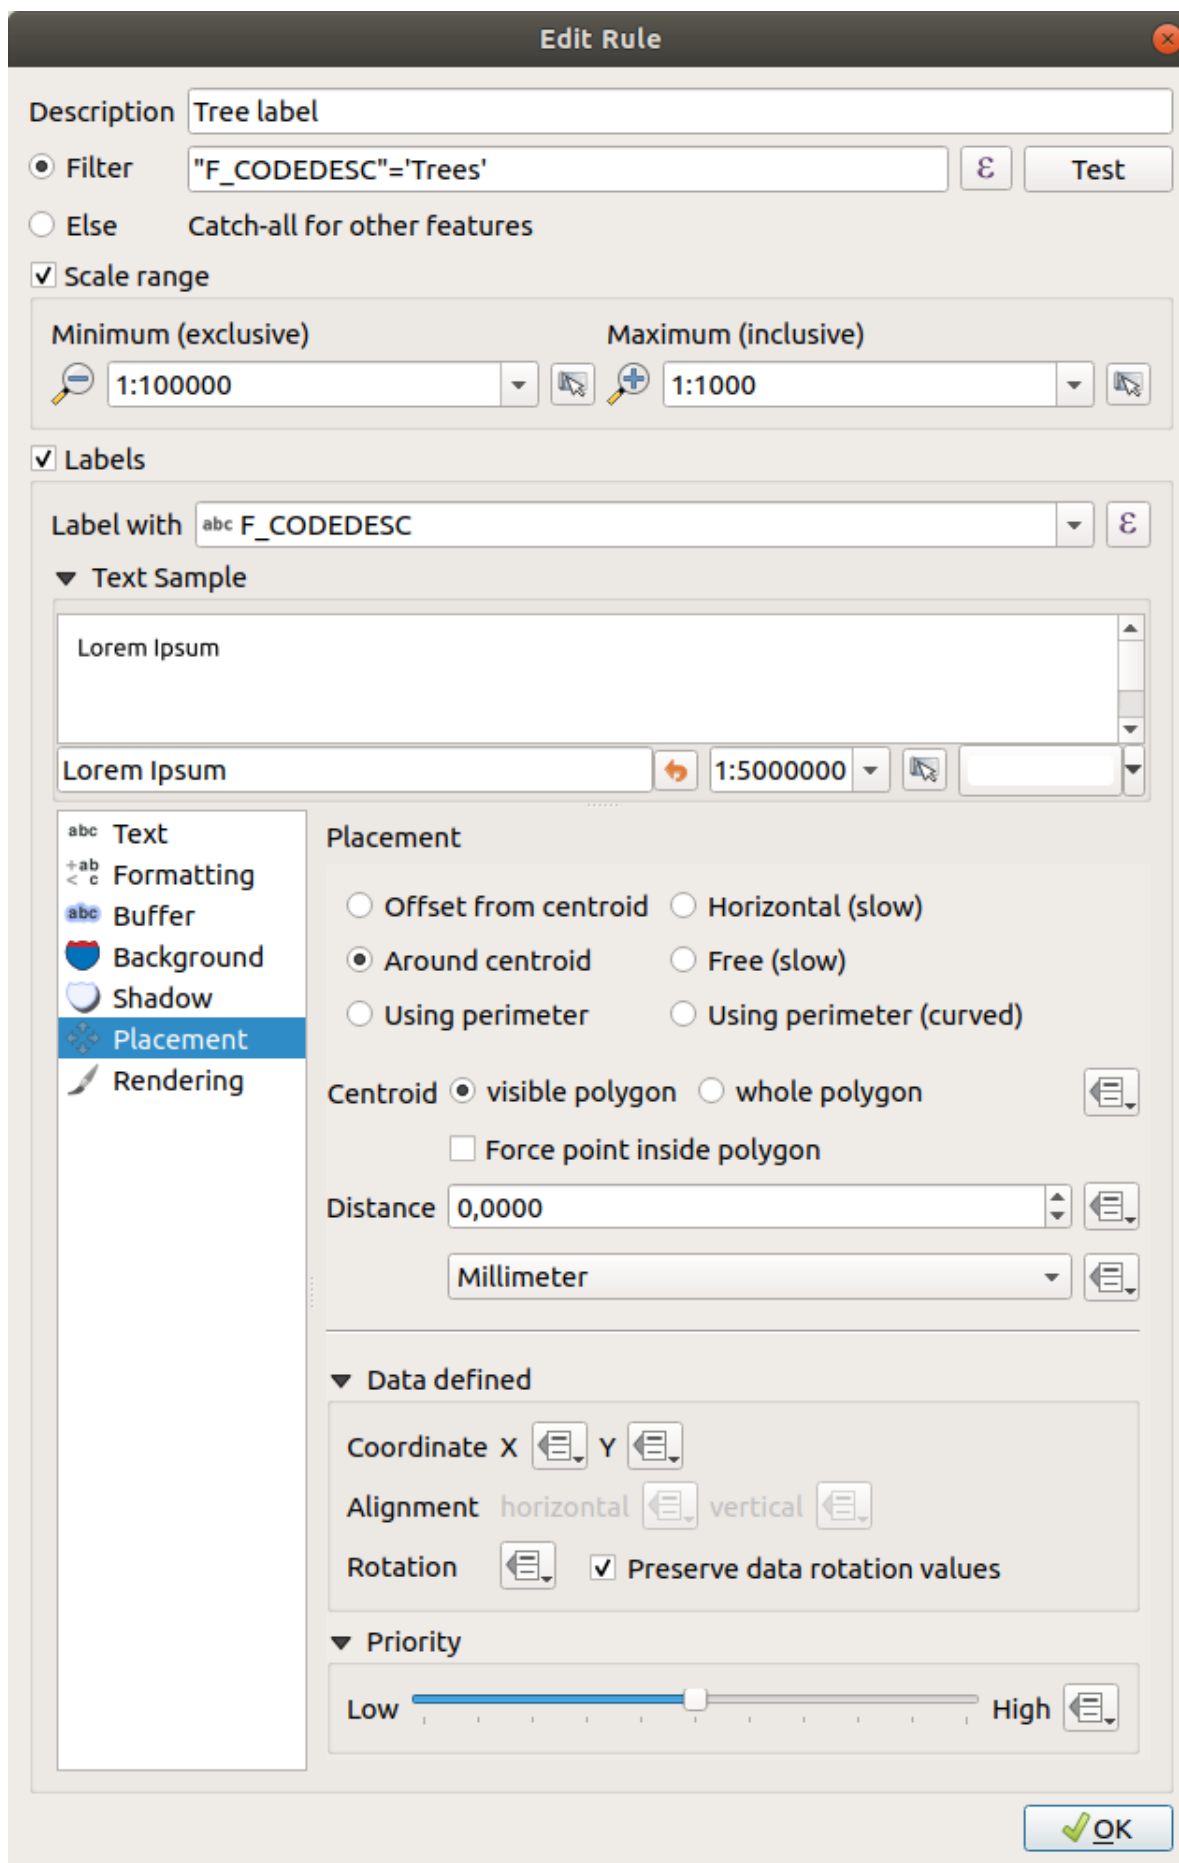 Edit Rule
Description Tree label
Filter "F_CODEDESC"='Trees' ε Test
Else Catch-all for other features
Scale range
Minimum (exclusive) Maximum (inclusive)
1:100000 1:1000
Labels
Label with abc F_CODEDESC ε
Text Sample
Lorem Ipsum
Lorem Ipsum 1:5000000
abc Text
+ab < c Formatting
abc Buffer
Background
Shadow
Placement
Rendering
Placement
Offset from centroid Horizontal (slow)
Around centroid Free (slow)
Using perimeter Using perimeter (curved)
Centroid visible polygon whole polygon
Force point inside polygon
Distance 0,0000
Millimeter
Data defined
Coordinate X Y
Alignment horizontal vertical
Rotation Preserve data rotation values
Priority
Low High
OK